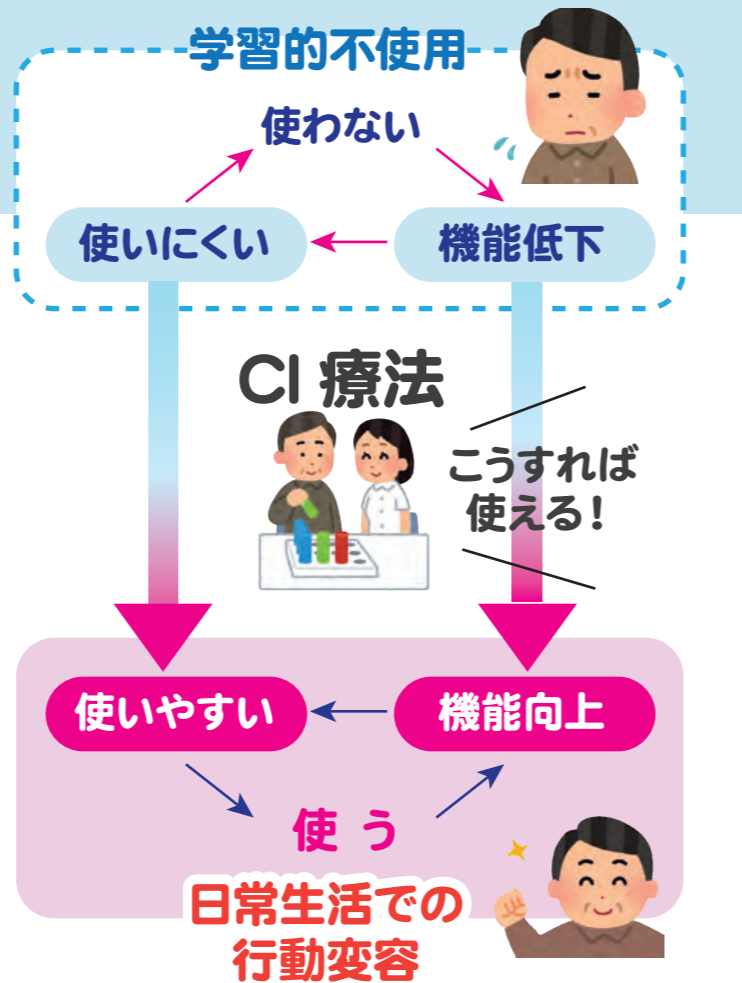 学習的不使用
使わない
使いにくい
機能低下
CI 療法
こうすれば
使える!
使いやすい
機能向上
使 う
日常生活での
行動変容